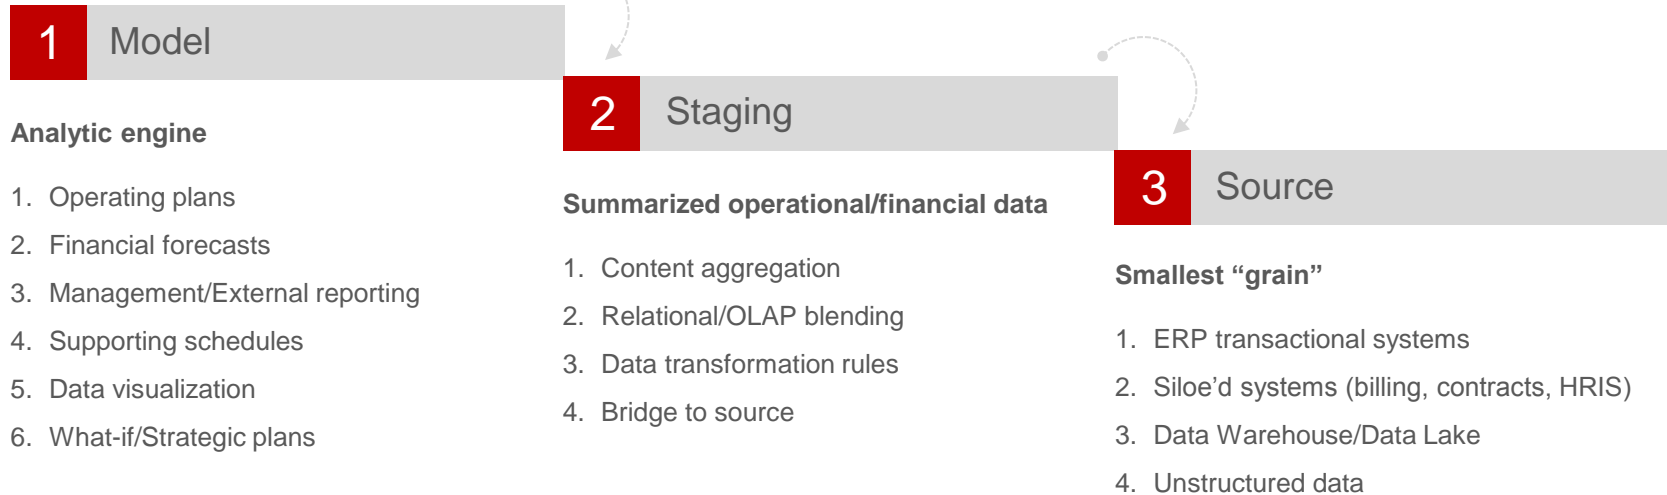 1 Model
Analytic engine
1. Operating plans
2. Financial forecasts
3. Management/External reporting
4. Supporting schedules
5. Data visualization
6. What-if/Strategic plans
2 Staging
Summarized operational/financial data
1. Content aggregation
2. Relational/OLAP blending
3. Data transformation rules
4. Bridge to source
3 Source
Smallest “grain”
1. ERP transactional systems
2. Siloe’d systems (billing, contracts, HRIS)
3. Data Warehouse/Data Lake
4. Unstructured data